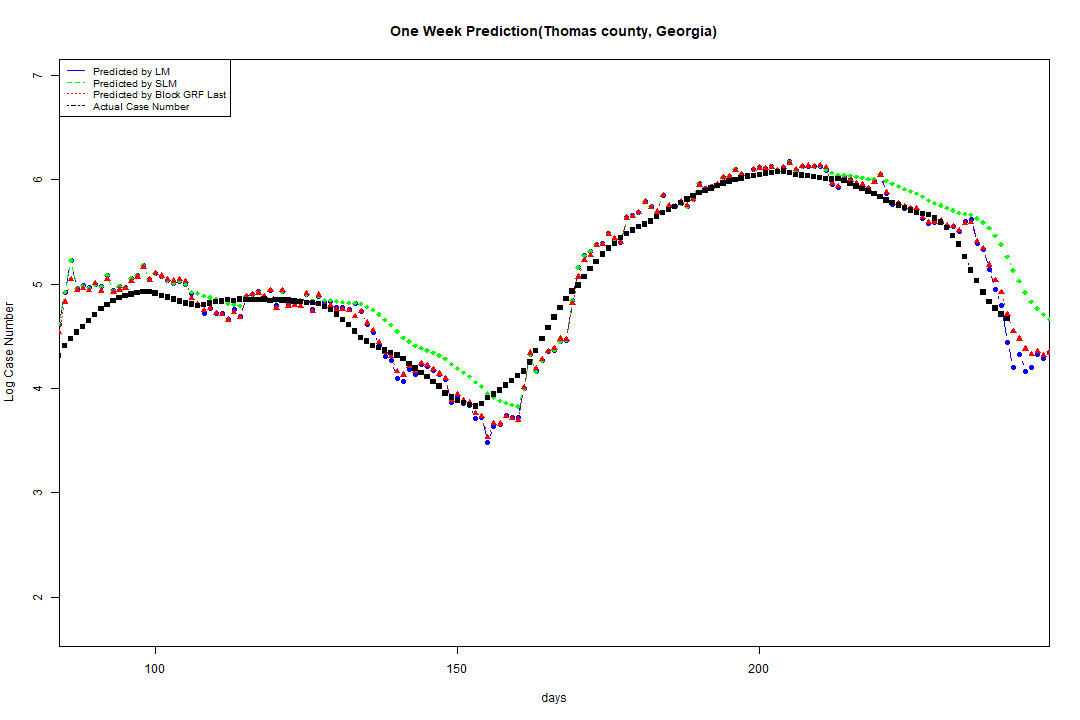 One Week Prediction(Thomas county, Georgia)
Predicted by LM
Predicted by SLM
Predicted by Block GRF Last
Actual Case Number
Log Case Number
7
6
5
4
3
2
100
150
200
days